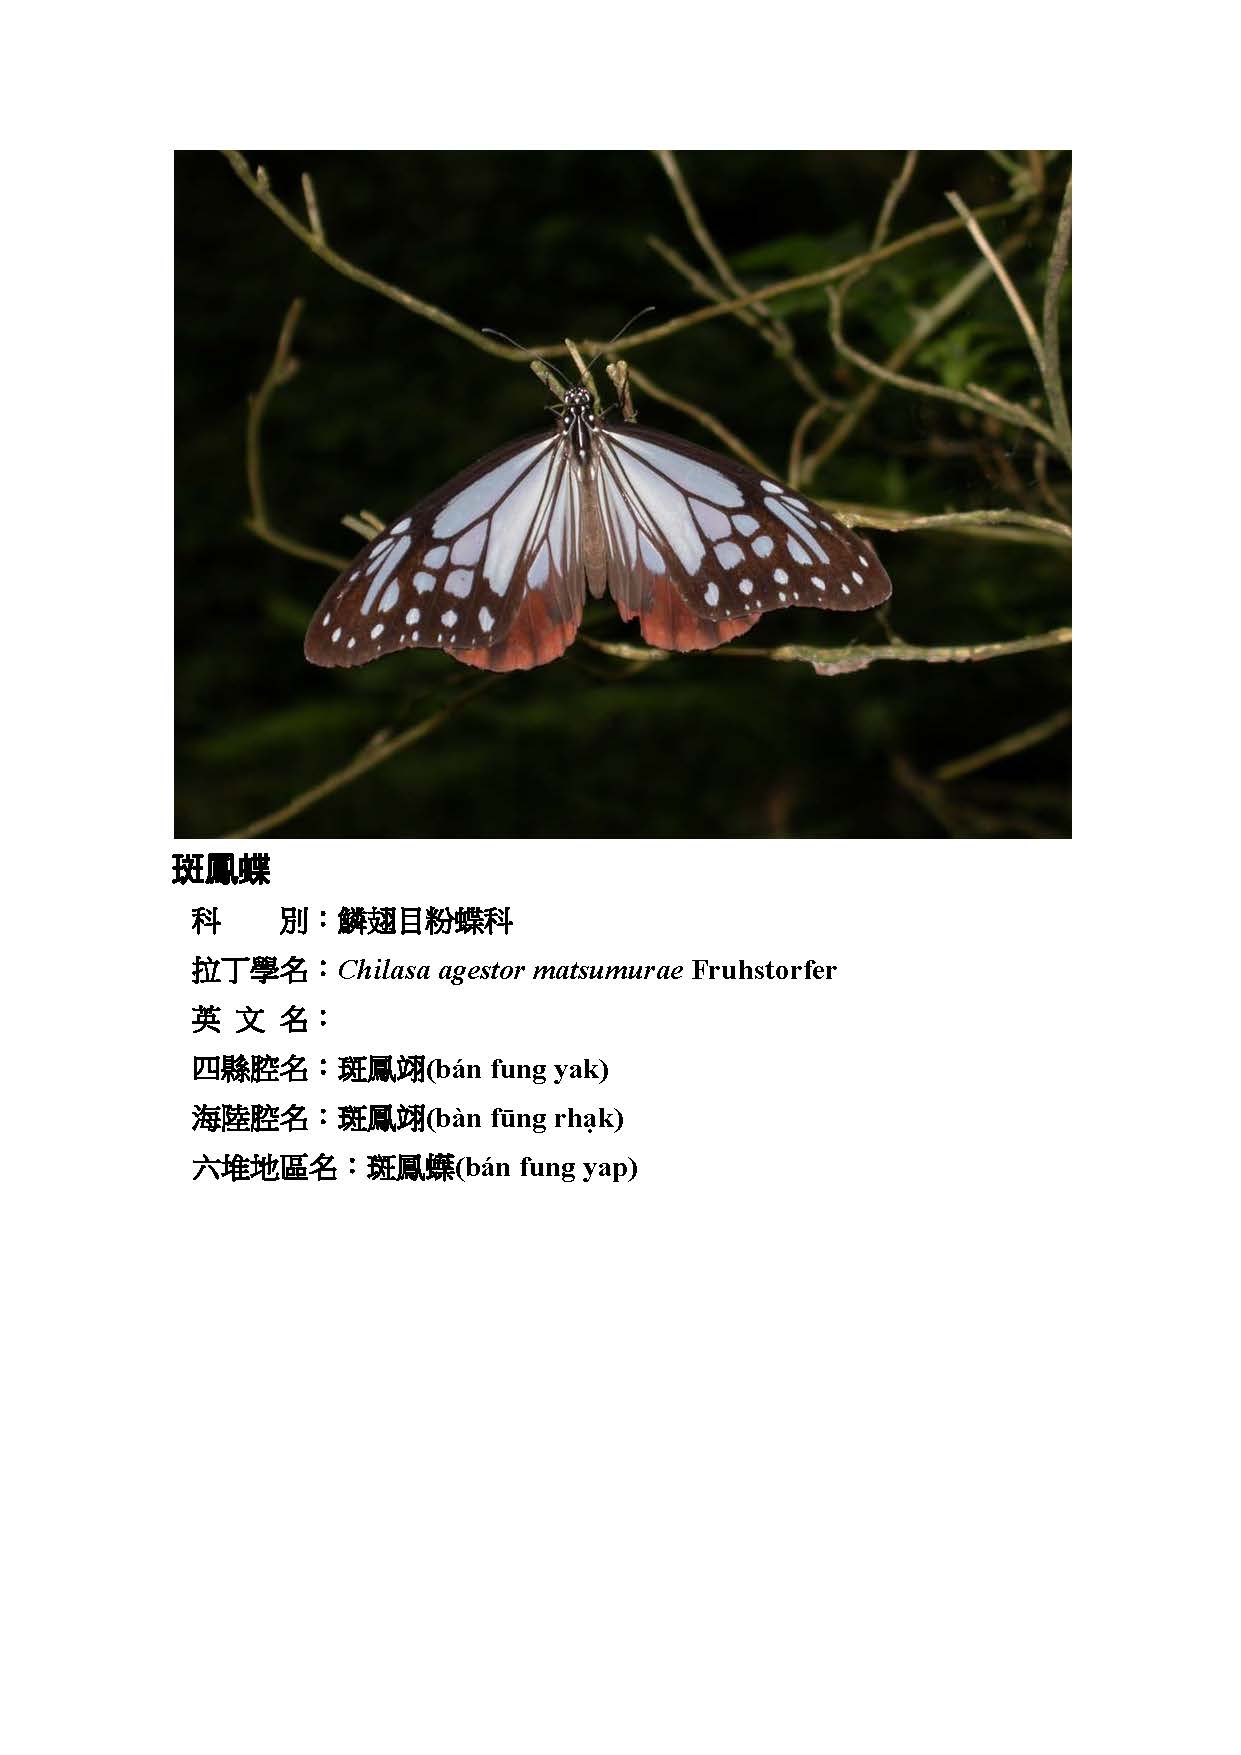 斑鳳蝶
科　　別：鱗翅目粉蝶科
拉丁學名：Chilasa agestor matsumurae Fruhstorfer
英 文 名：
四縣腔名：斑鳳翊(bán fung yak)
海陸腔名：斑鳳翊(bàn fūng rha̲k)
六堆地區名：斑鳳蠂(bán fung yap)